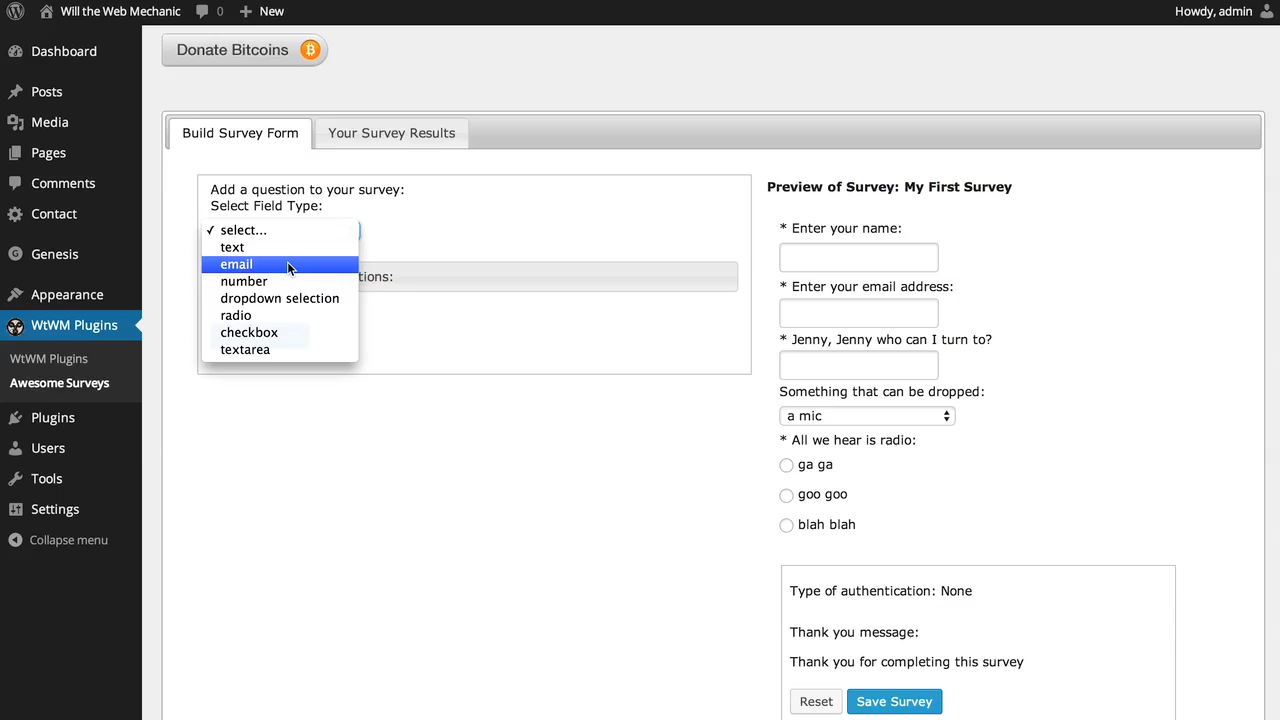 Will the Web Mechanic
0
New
Howdy, admin
Dashboard
Posts
Media
Pages
Comments
Contact
Genesis
Appearance
WtWM Plugins
WtWM Plugins
Awesome Surveys
Plugins
Users
Tools
Settings
Collapse menu
Donate Bitcoins
Build Survey Form
Your Survey Results
Add a question to your survey:
Select Field Type:
✓ select...
text
email
number
dropdown selection
radio
checkbox
textarea
tions:
Preview of Survey: My First Survey
* Enter your name:
* Enter your email address:
* Jenny, Jenny who can I turn to?
Something that can be dropped:
a mic
* All we hear is radio:
ga ga
goo goo
blah blah
Type of authentication: None
Thank you message:
Thank you for completing this survey
Reset
Save Survey